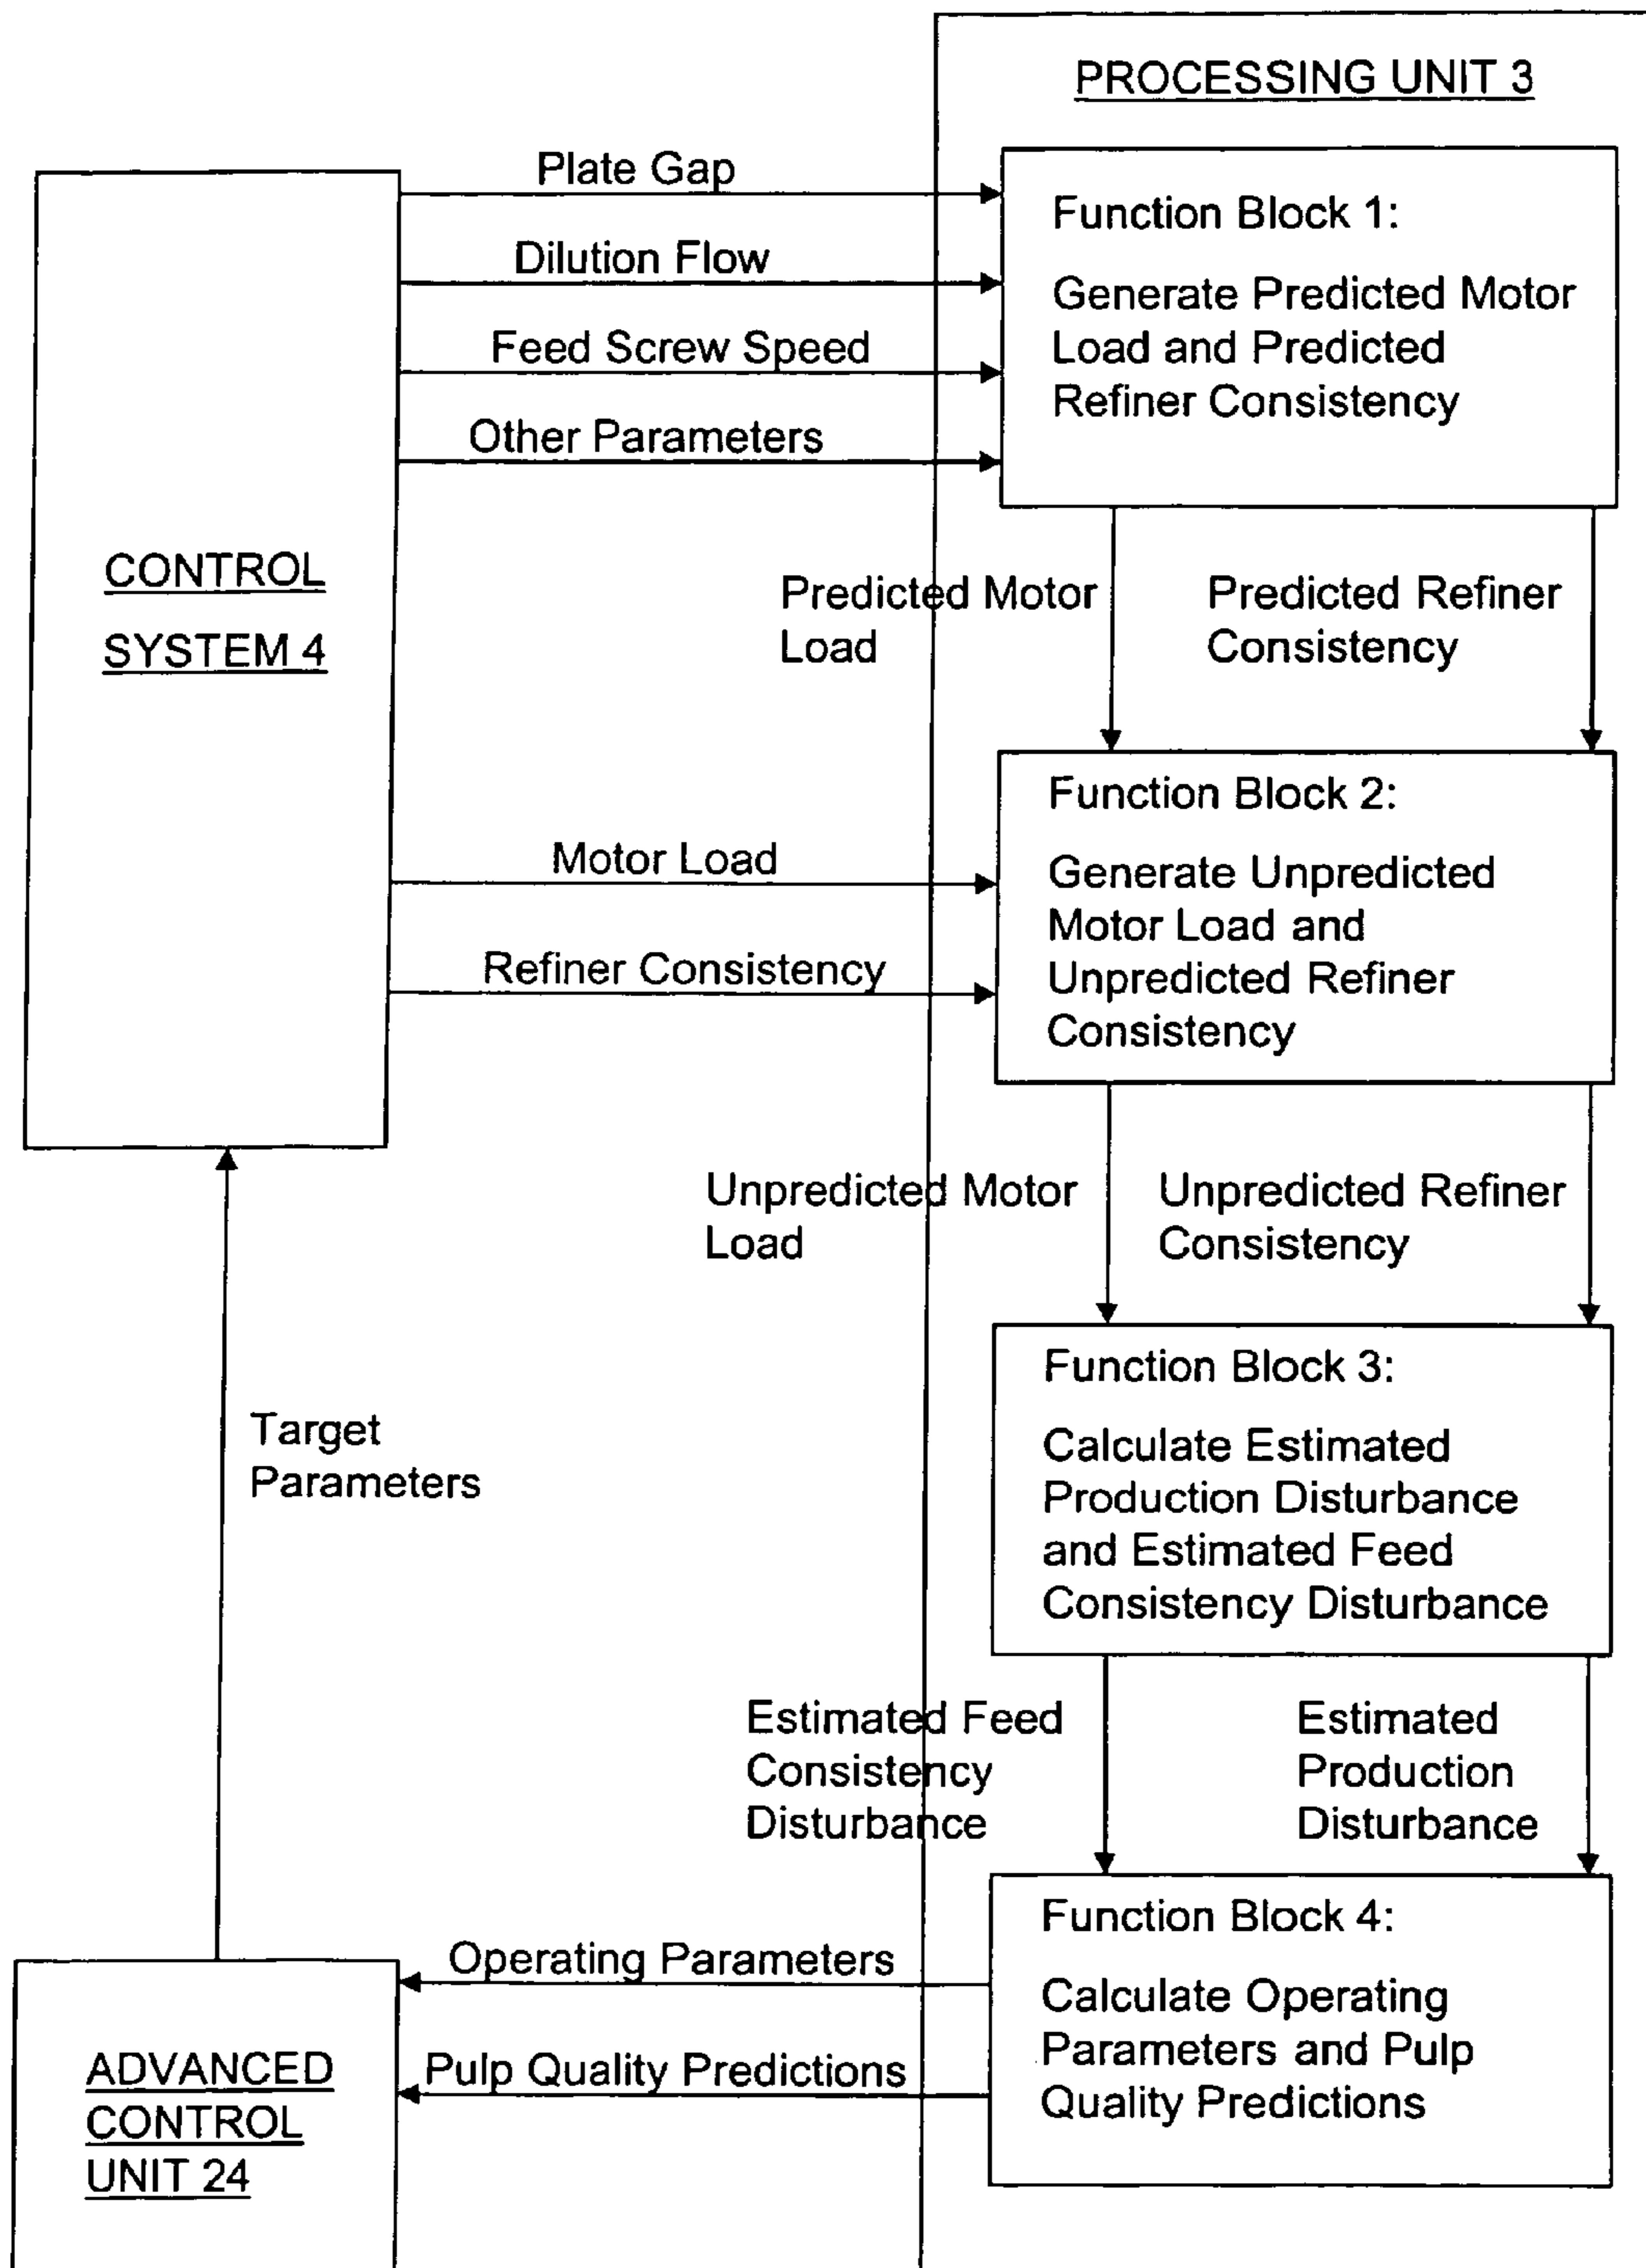 PROCESSING UNIT 3
Plate Gap
Dilution Flow
Feed Screw Speed
Other Parameters
Function Block 1:
Generate Predicted Motor
Load and Predicted
Refiner Consistency
CONTROL
SYSTEM 4
Predicted Motor
Load
Predicted Refiner
Consistency
Motor Load
Refiner Consistency
Function Block 2:
Generate Unpredicted
Motor Load and
Unpredicted Refiner
Consistency
Unpredicted Motor
Load
Unpredicted Refiner
Consistency
Target
Parameters
Function Block 3:
Calculate Estimated
Production Disturbance
and Estimated Feed
Consistency Disturbance
Estimated Feed
Consistency
Disturbance
Estimated
Production
Disturbance
Operating Parameters
Pulp Quality Predictions
Function Block 4:
Calculate Operating
Parameters and Pulp
Quality Predictions
ADVANCED
CONTROL
UNIT 24